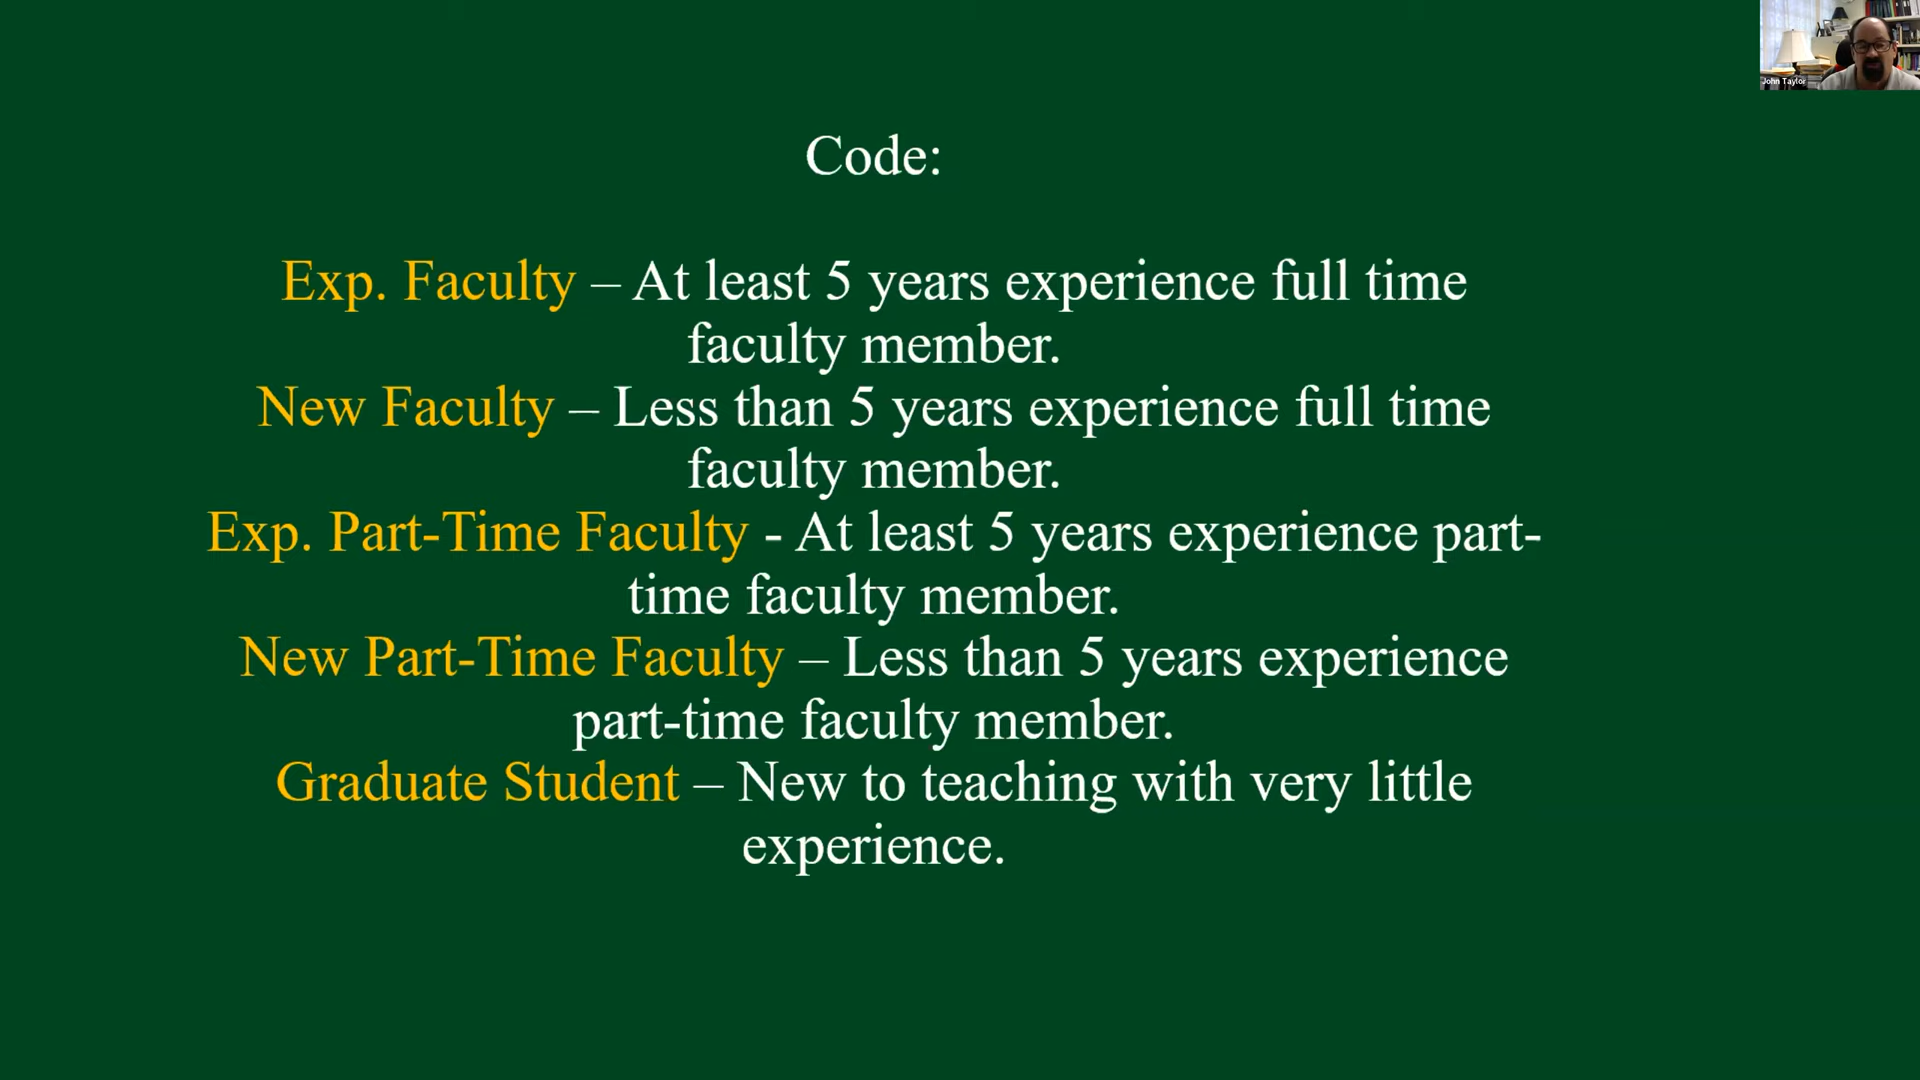 John Taylor
Code:
Exp. Faculty – At least 5 years experience full time
faculty member.
New Faculty – Less than 5 years experience full time
faculty member.
Exp. Part-Time Faculty - At least 5 years experience part-
time faculty member.
New Part-Time Faculty – Less than 5 years experience
part-time faculty member.
Graduate Student – New to teaching with very little
experience.